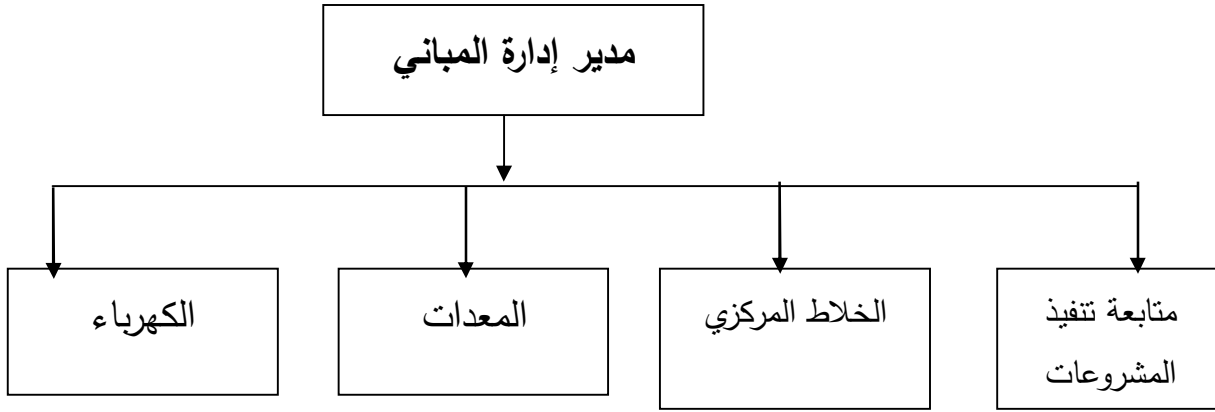 مدير إدارة المباني
متابعة تنفيذ
المشروعات
الخلاط المركزي
المعدات
الكهرباء